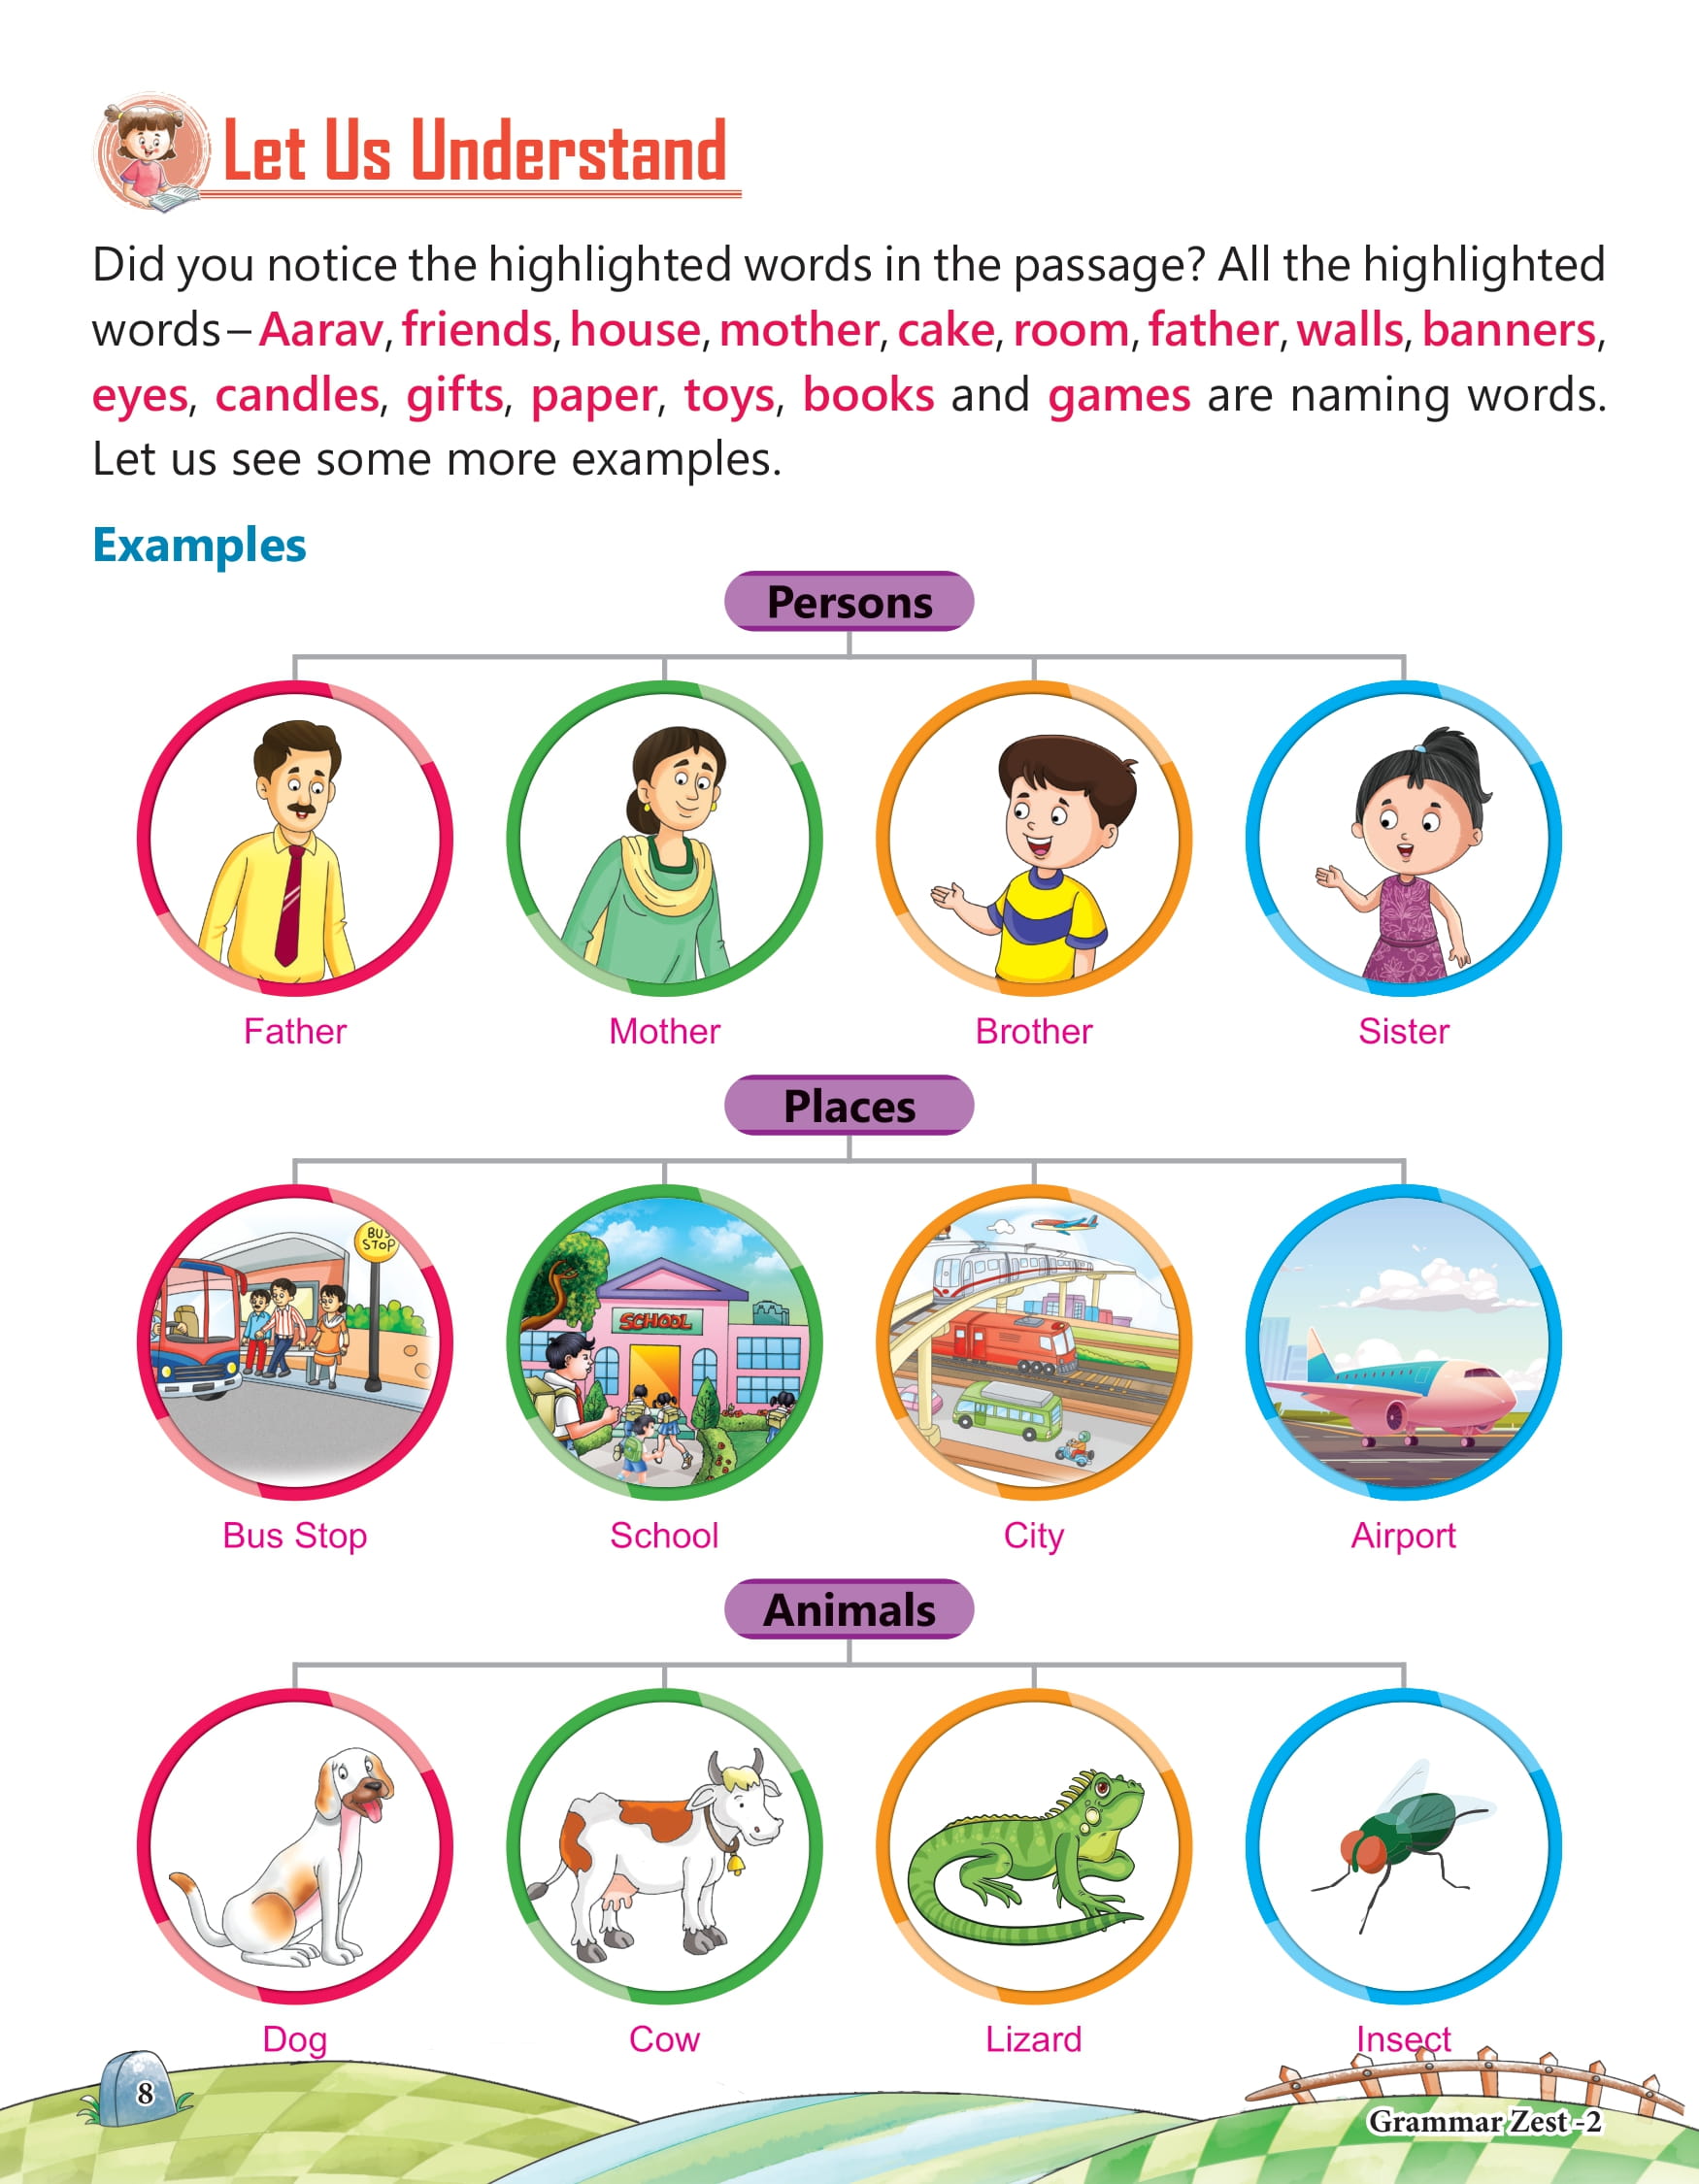 Let Us Understand
Did you notice the highlighted words in the passage? All the highlighted
words – Aarav, friends, house, mother, cake, room, father, walls, banners,
eyes, candles, gifts, paper, toys, books and games are naming words.
Let us see some more examples.
Examples
Persons
Father Mother Brother Sister
Places
BUS
STOP
SCHOOL
Bus Stop School City Airport
Animals
Dog Cow Lizard Insect
8
Grammar Zest -2